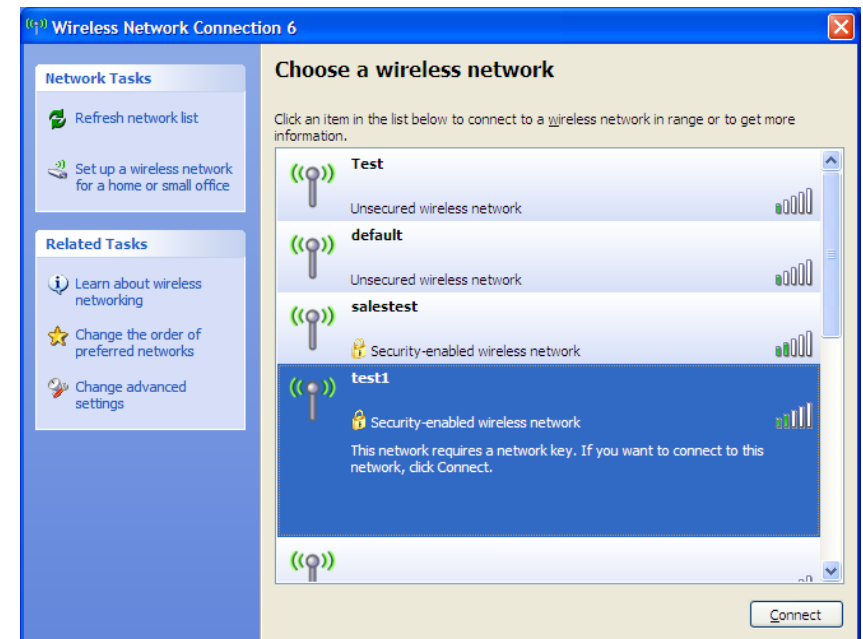 Wireless Network Connection 6
Network Tasks
Refresh network list
Set up a wireless network
for a home or small office
Related Tasks
Learn about wireless
networking
Change the order of
preferred networks
Change advanced
settings
Choose a wireless network
Click an item in the list below to connect to a wireless network in range or to get more
information.
Test
Unsecured wireless network
default
Unsecured wireless network
salestest
Security-enabled wireless network
test1
Security-enabled wireless network
This network requires a network key. If you want to connect to this
network, click Connect.
Connect